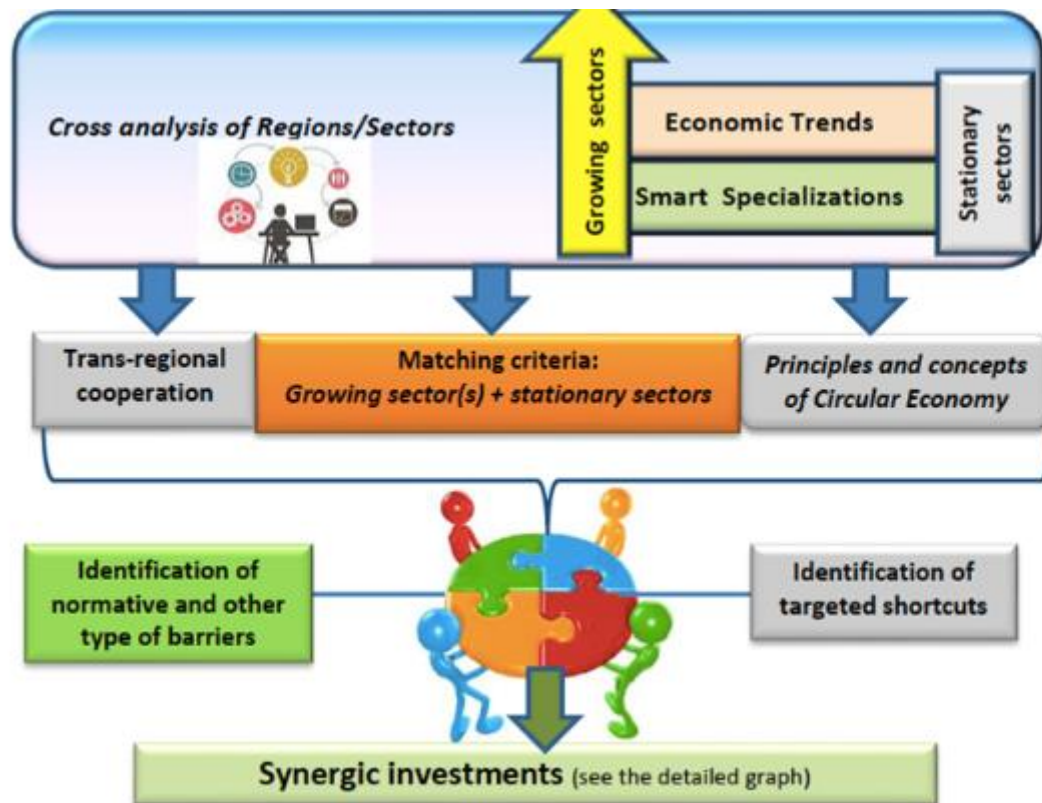 Cross analysis of Regions/Sectors
Growing sectors
Economic Trends
Smart Specializations
Stationary
sectors
Trans-regional
cooperation
Matching criteria:
Growing sector(s) + stationary sectors
Principles and concepts
of Circular Economy
Identification of
normative and other
type of barriers
Identification of
targeted shortcuts
Synergic investments (see the detailed graph)